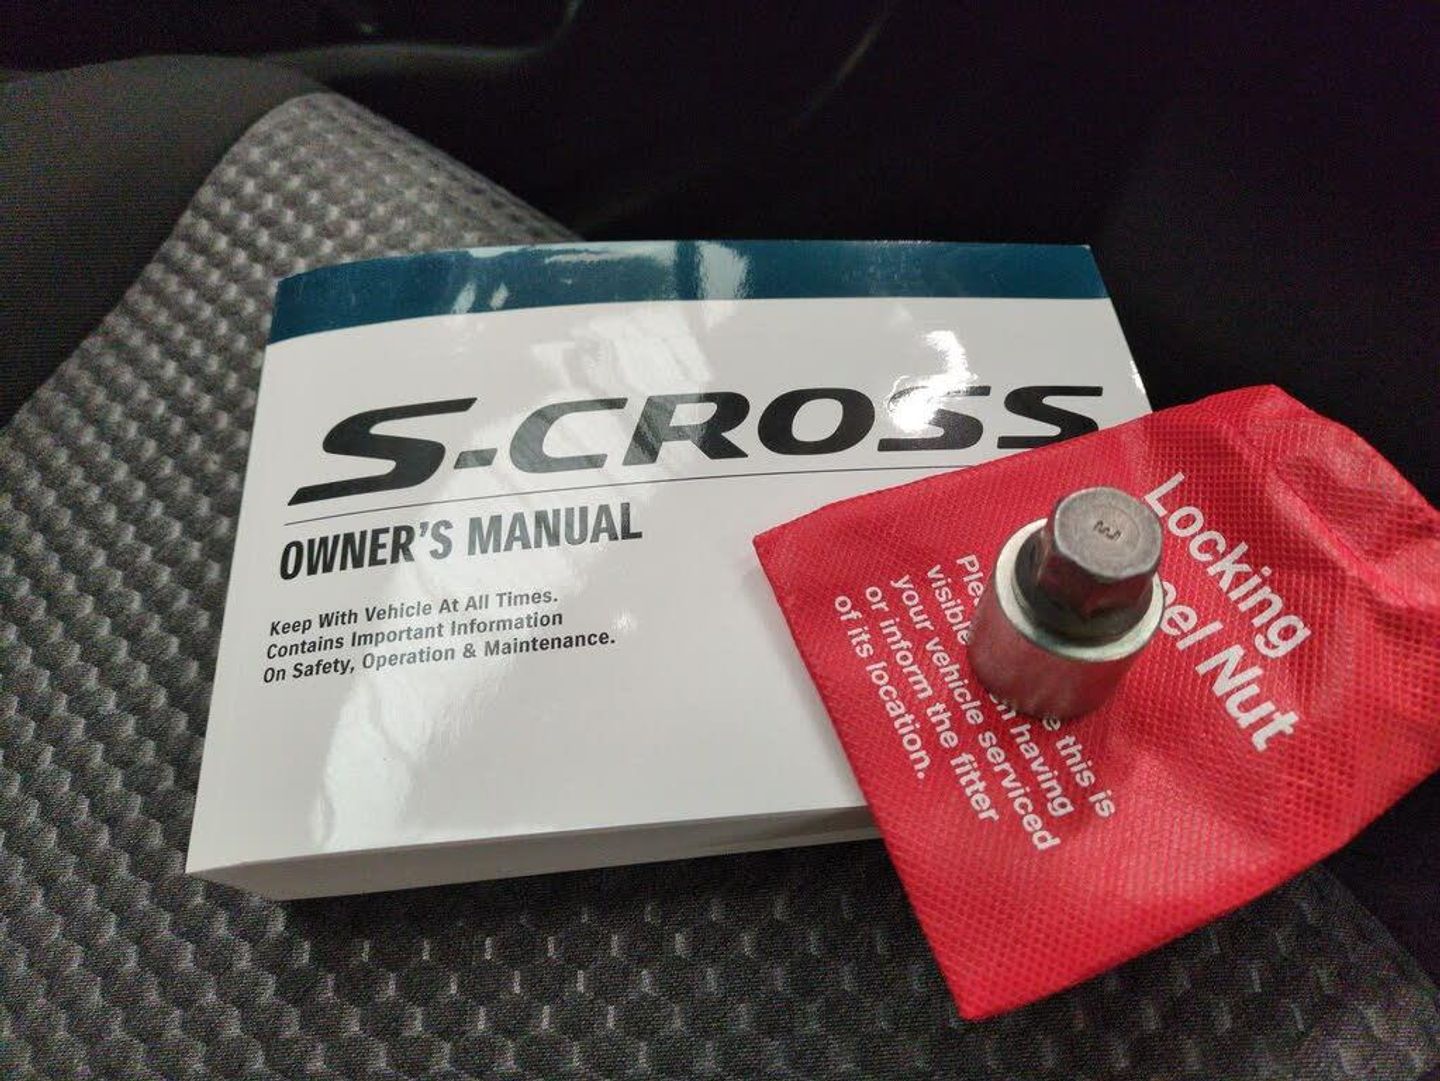 S-CROSS
OWNER'S MANUAL
Keep With Vehicle At All Times.
Contains Important Information
On Safety, Operation & Maintenance.
Locking
Nut
this is
visible having
your vehicle serviced
or inform the fitter
of its location.